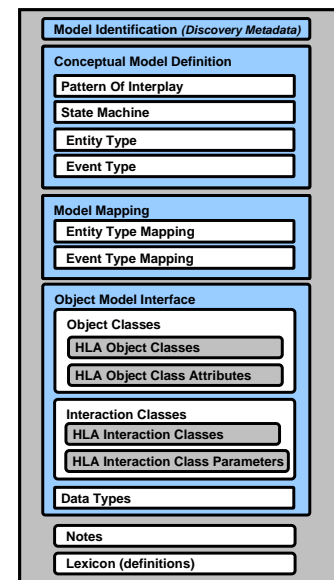 Model Identification (Discovery Metadata)
Conceptual Model Definition
Pattern Of Interplay
State Machine
Entity Type
Event Type
Model Mapping
Entity Type Mapping
Event Type Mapping
Object Model Interface
Object Classes
HLA Object Classes
HLA Object Class Attributes
Interaction Classes
HLA Interaction Classes
HLA Interaction Class Parameters
Data Types
Notes
Lexicon (definitions)